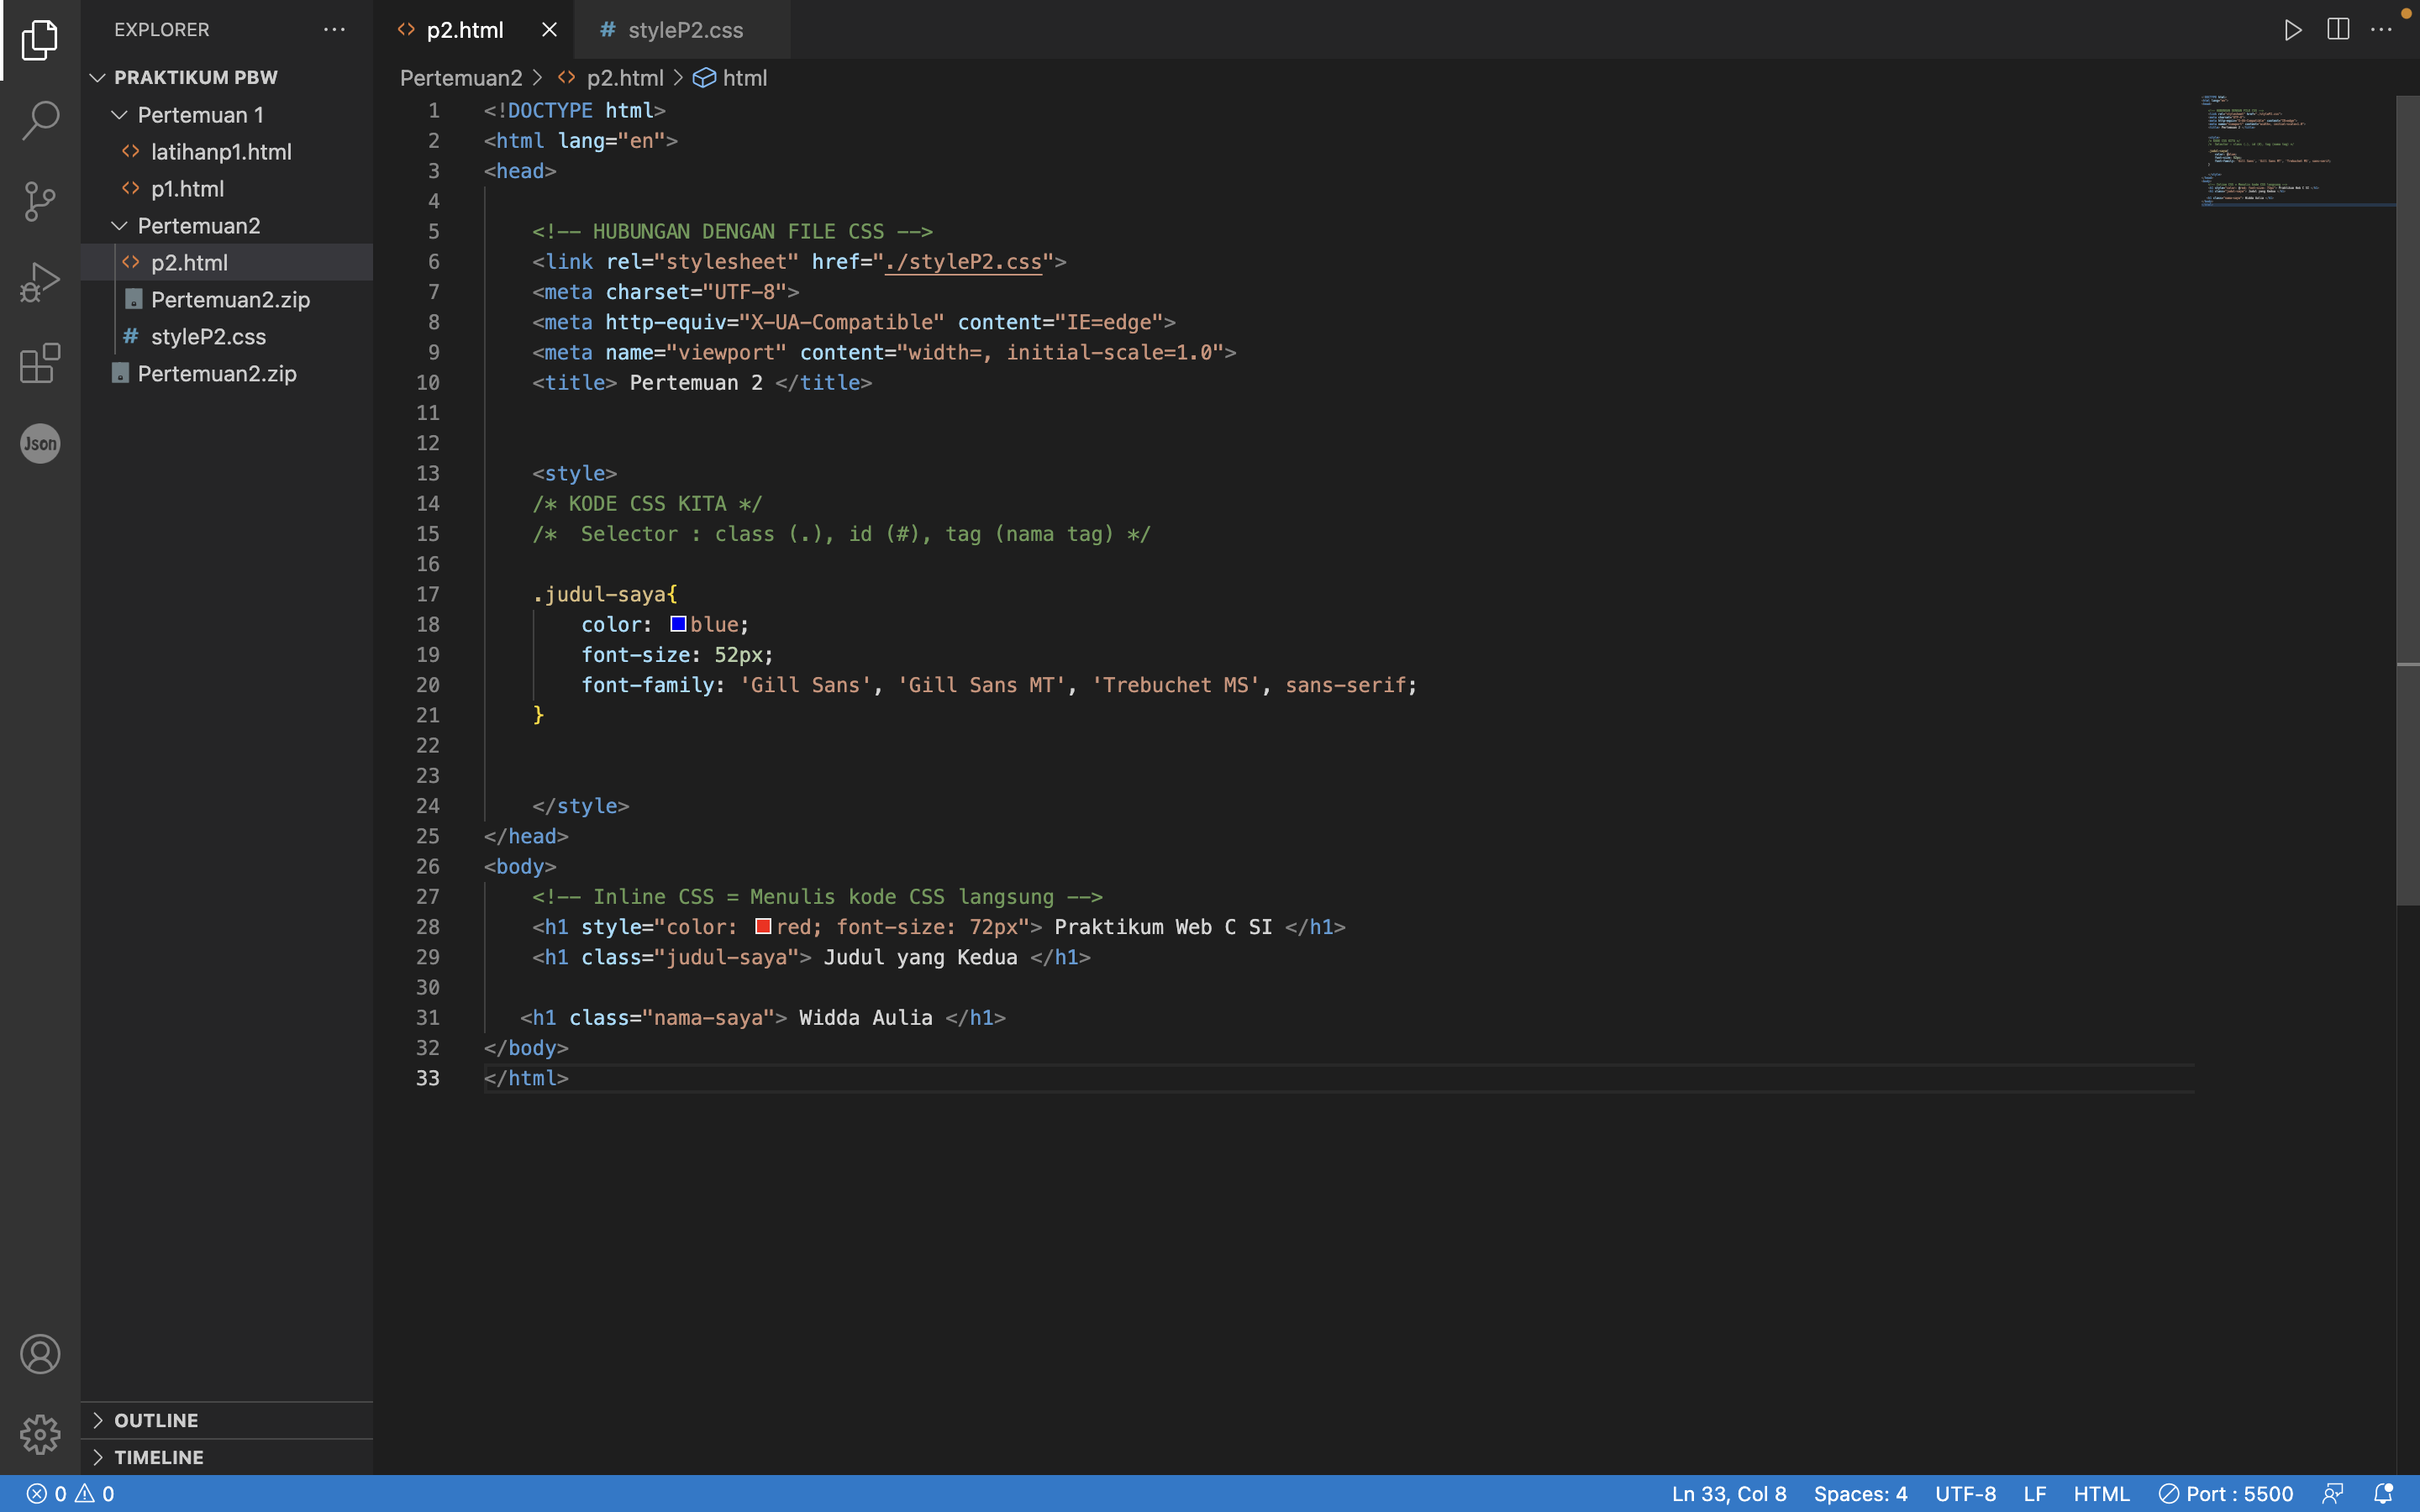 EXPLORER
PRAKTIKUM PBW
Pertemuan 1
latihanp1.html
p1.html
Pertemuan2
p2.html
Pertemuan2.zip
# styleP2.css
Pertemuan2.zip
Json
OUTLINE
TIMELINE
<> p2.html
# styleP2.css
Pertemuan2 > <> p2.html > html
1 <!DOCTYPE html>
2 <html lang="en">
3 <head>
4
5 <!-- HUBUNGAN DENGAN FILE CSS -->
6 <link rel="stylesheet" href="./styleP2.css">
7 <meta charset="UTF-8">
8 <meta http-equiv="X-UA-Compatible" content="IE=edge">
9 <meta name="viewport" content="width=, initial-scale=1.0">
10 <title> Pertemuan 2 </title>
11
12
13 <style>
14 /* KODE CSS KITA */
15 /*  Selector : class (.), id (#), tag (nama tag) */
16
17 .judul-saya{
18 color: blue;
19 font-size: 52px;
20 font-family: 'Gill Sans', 'Gill Sans MT', 'Trebuchet MS', sans-serif;
21 }
22
23
24 </style>
25 </head>
26 <body>
27 <!-- Inline CSS = Menulis kode CSS langsung -->
28 <h1 style="color: red; font-size: 72px"> Praktikum Web C SI </h1>
29 <h1 class="judul-saya"> Judul yang Kedua </h1>
30
31 <h1 class="nama-saya"> Widda Aulia </h1>
32 </body>
33 </html>
0 0
Ln 33, Col 8 Spaces: 4 UTF-8 LF HTML Port : 5500